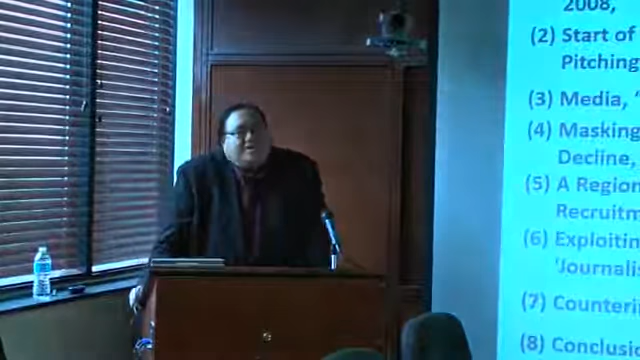 2008,
(2) Start of
Pitching
(3) Media, "
(4) Masking
Decline,
(5) A Region
Recruitm
(6) Exploitin
'Journalis
(7) Counteri
(8) Conclusio